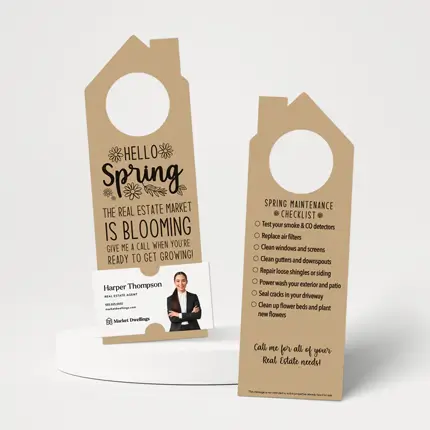 HELLO
Spring
THE REAL ESTATE MARKET
IS BLOOMING
GIVE ME A CALL WHEN YOU'RE
READY TO GET GROWING!
Harper Thompson
REAL ESTATE AGENT
marketdwellings.com
Market Dwellings
SPRING MAINTENANCE
CHECKLIST
Test your smoke & CO detectors
Replace air filters
Clean windows and screens
Clean gutters and downspouts
Repair loose shingles or siding
Power wash your exterior and patio
Seal cracks in your driveway
Clean up flower beds and plant
new flowers
Call me for all of your
Real Estate needs!